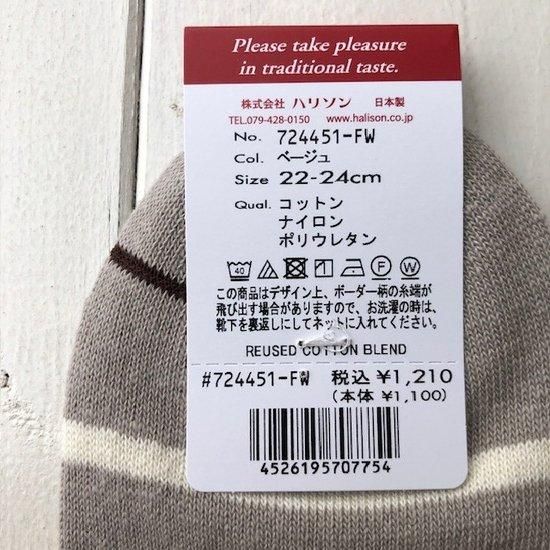 Please take pleasure
in traditional taste.
株式会社 ハリソン 日本製
TEL.079-428-0150 www.halison.co.jp
No. 724451-FW
Col. ベージュ
Size 22-24cm
Qual. コットン
ナイロン
ポリウレタン
40 F W
この商品はデザイン上、ボーダー柄の糸端が
飛び出す場合がありますので、お洗濯の時は、
靴下を裏返しにしてネットに入れてください。
REUSED COTTON BLEND
#724451-FW 税込 ¥1,210
(本体 ¥1,100)
4526195707754